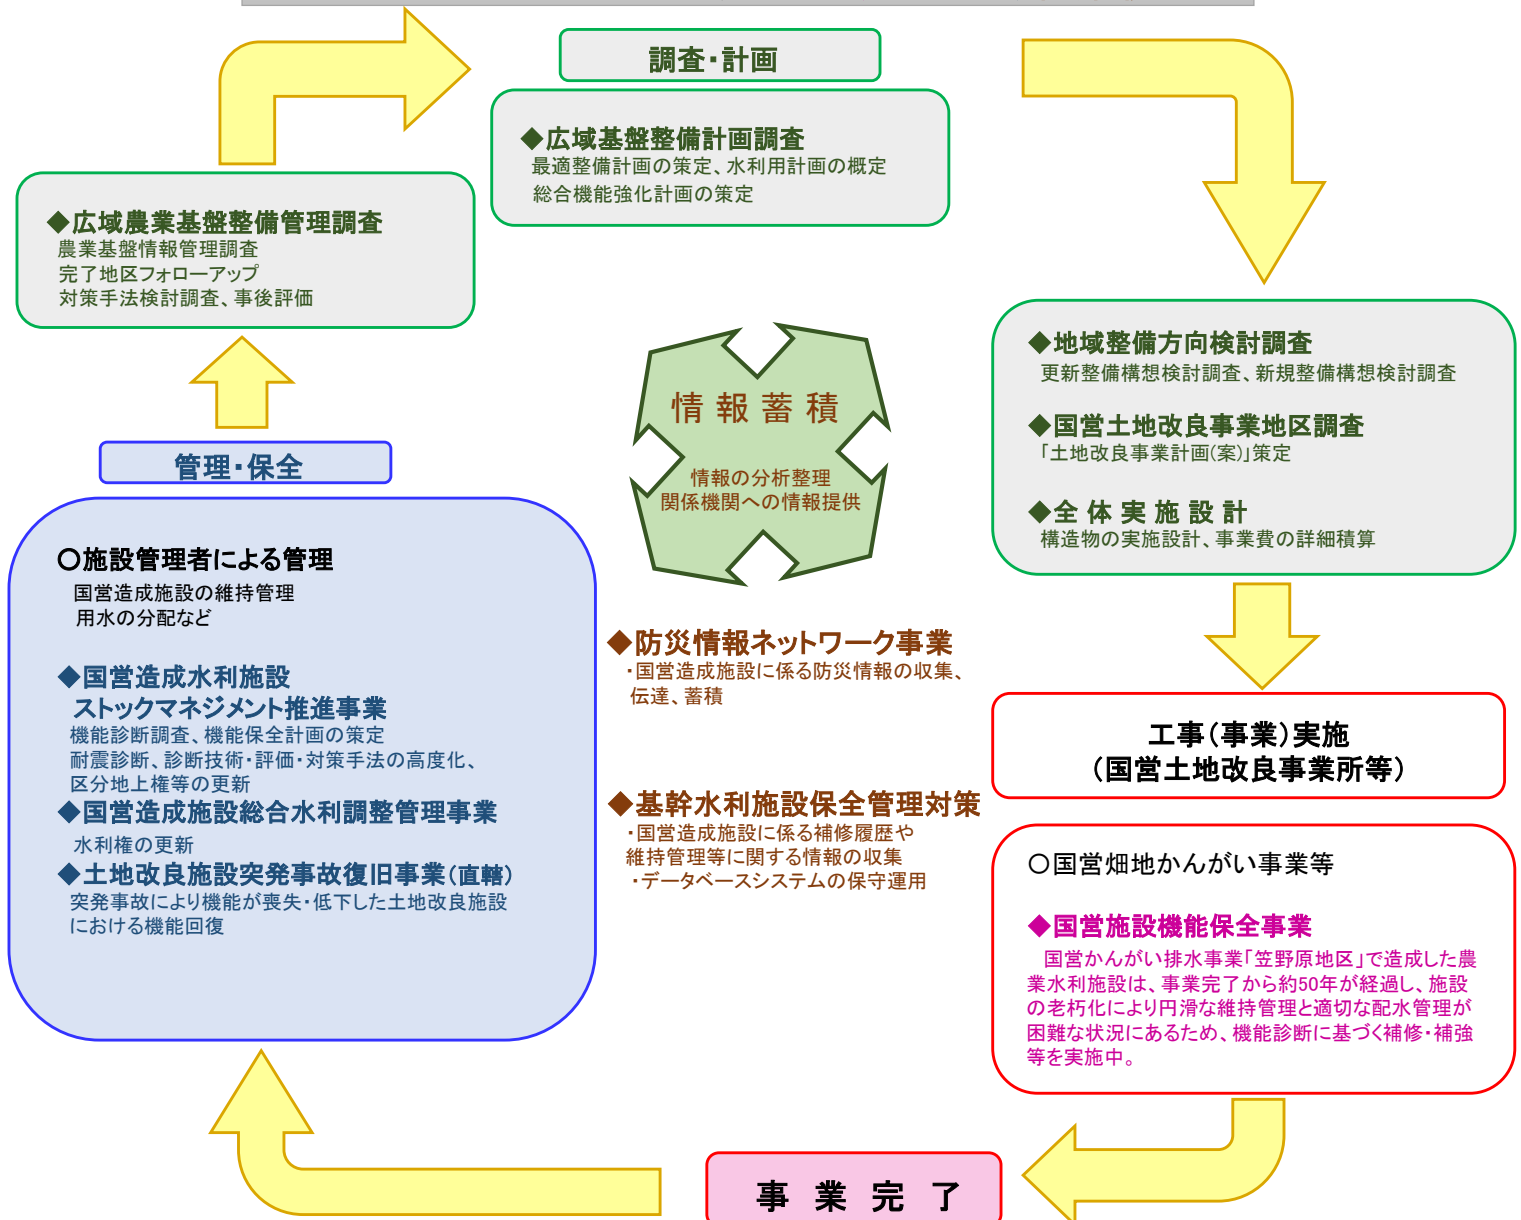 調査・計画
◆広域基盤整備計画調査
最適整備計画の策定、水利用計画の概定
総合機能強化計画の策定
◆広域農業基盤整備管理調査
農業基盤情報管理調査
完了地区フォローアップ
対策手法検討調査、事後評価
◆地域整備方向検討調査
更新整備構想検討調査、新規整備構想検討調査
◆国営土地改良事業地区調査
「土地改良事業計画(案)」策定
◆全 体 実 施 設 計
構造物の実施設計、事業費の詳細積算
情 報 蓄 積
情報の分析整理
関係機関への情報提供
管理・保全
〇施設管理者による管理
国営造成施設の維持管理
用水の分配など
◆国営造成水利施設
ストックマネジメント推進事業
機能診断調査、機能保全計画の策定
耐震診断、診断技術・評価・対策手法の高度化、
区分地上権等の更新
◆国営造成施設総合水利調整管理事業
水利権の更新
◆土地改良施設突発事故復旧事業(直轄)
突発事故により機能が喪失・低下した土地改良施設
における機能回復
◆防災情報ネットワーク事業
・国営造成施設に係る防災情報の収集、
伝達、蓄積
◆基幹水利施設保全管理対策
・国営造成施設に係る補修履歴や
維持管理等に関する情報の収集
・データベースシステムの保守運用
工事(事業)実施
(国営土地改良事業所等)
〇国営畑地かんがい事業等
◆国営施設機能保全事業
国営かんがい排水事業「笠野原地区」で造成した農
業水利施設は、事業完了から約50年が経過し、施設
の老朽化により円滑な維持管理と適切な配水管理が
困難な状況にあるため、機能診断に基づく補修・補強
等を実施中。
事 業 完 了